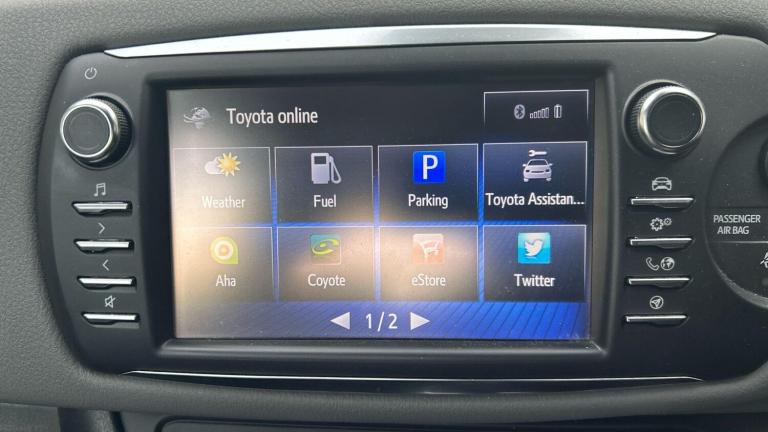 Toyota online
Weather
Fuel
P
Parking
Toyota Assistan...
Aha
Coyote
eStore
Twitter
1/2
PASSENGER
AIR BAG